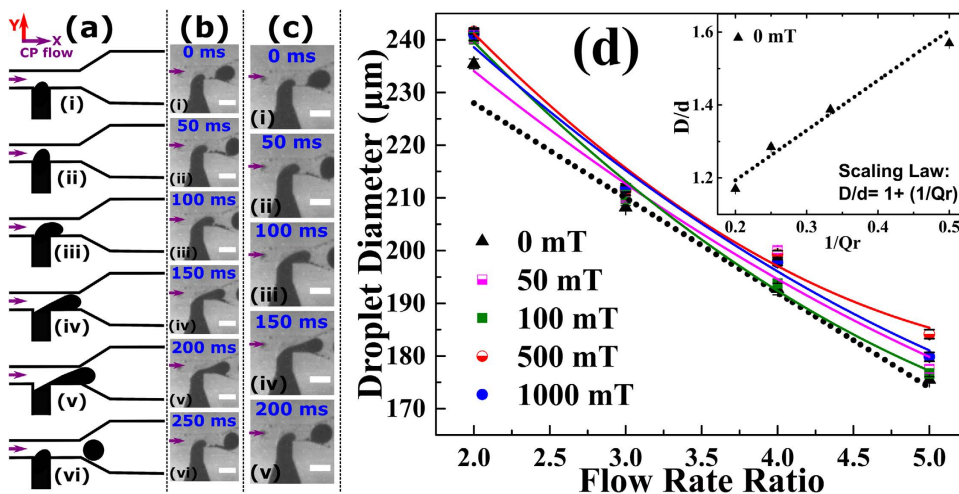 (a)
Y
X
CP flow
(i)
(ii)
(iii)
(iv)
(v)
(vi)
(b)
0 ms
(i)
50 ms
(ii)
100 ms
(iii)
150 ms
(iv)
200 ms
(v)
250 ms
(vi)
(c)
0 ms
(i)
50 ms
(ii)
100 ms
(iii)
150 ms
(iv)
200 ms
(v)
(d)
Droplet Diameter (μm)
240
230
220
210
200
190
180
170
2.0 2.5 3.0 3.5 4.0 4.5 5.0
Flow Rate Ratio
0 mT
50 mT
100 mT
500 mT
1000 mT
D/d
1.6
1.4
1.2
0.2 0.3 0.4 0.5
1/Qr
0 mT
Scaling Law:
D/d= 1+ (1/Qr)